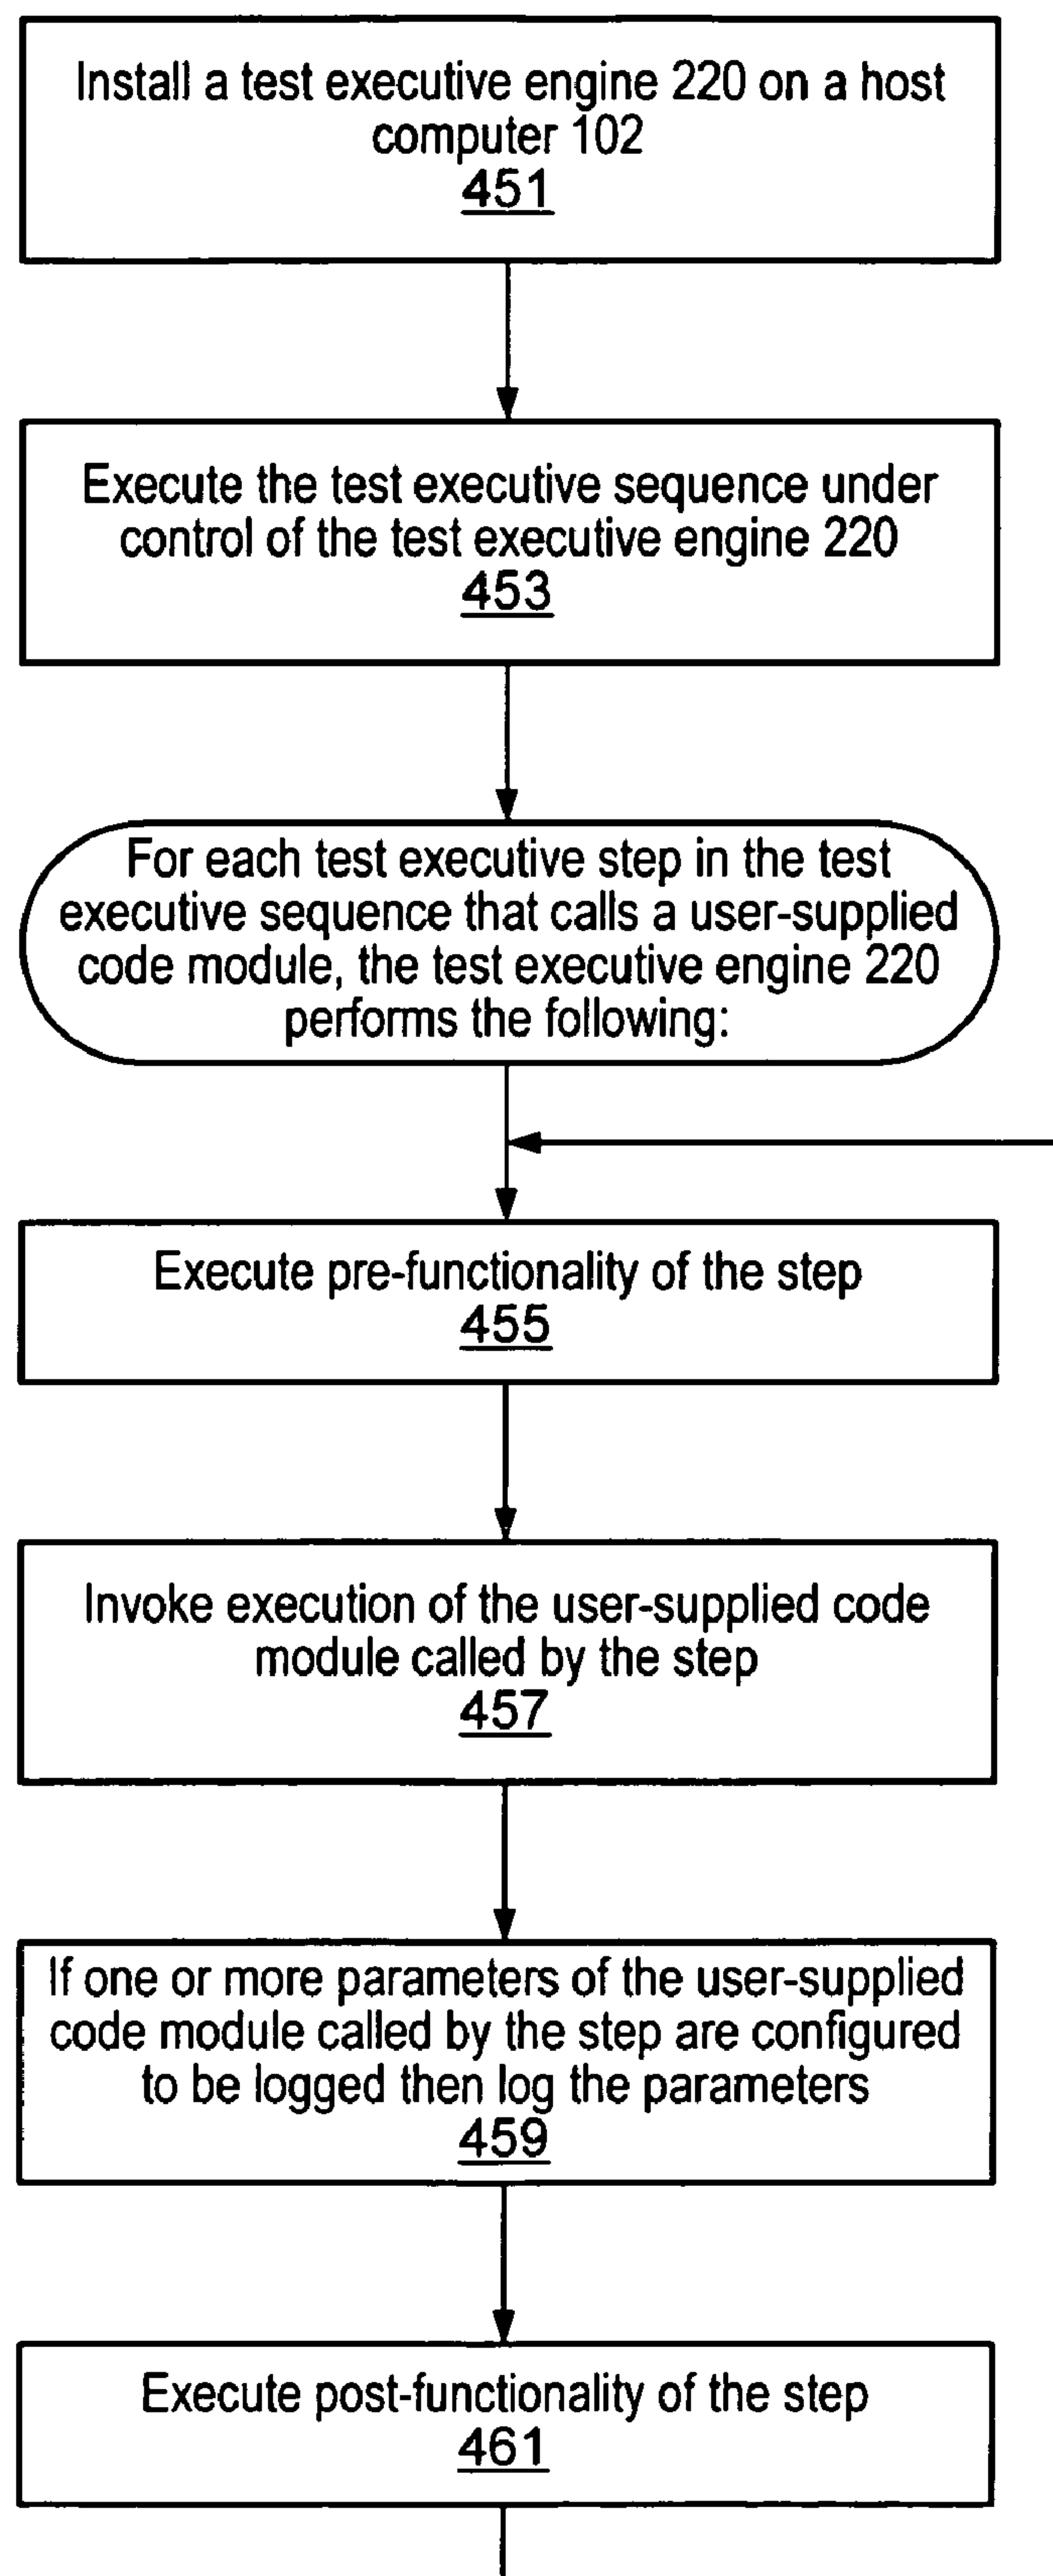 Install a test executive engine 220 on a host
computer 102
451
Execute the test executive sequence under
control of the test executive engine 220
453
For each test executive step in the test
executive sequence that calls a user-supplied
code module, the test executive engine 220
performs the following:
Execute pre-functionality of the step
455
Invoke execution of the user-supplied code
module called by the step
457
If one or more parameters of the user-supplied
code module called by the step are configured
to be logged then log the parameters
459
Execute post-functionality of the step
461